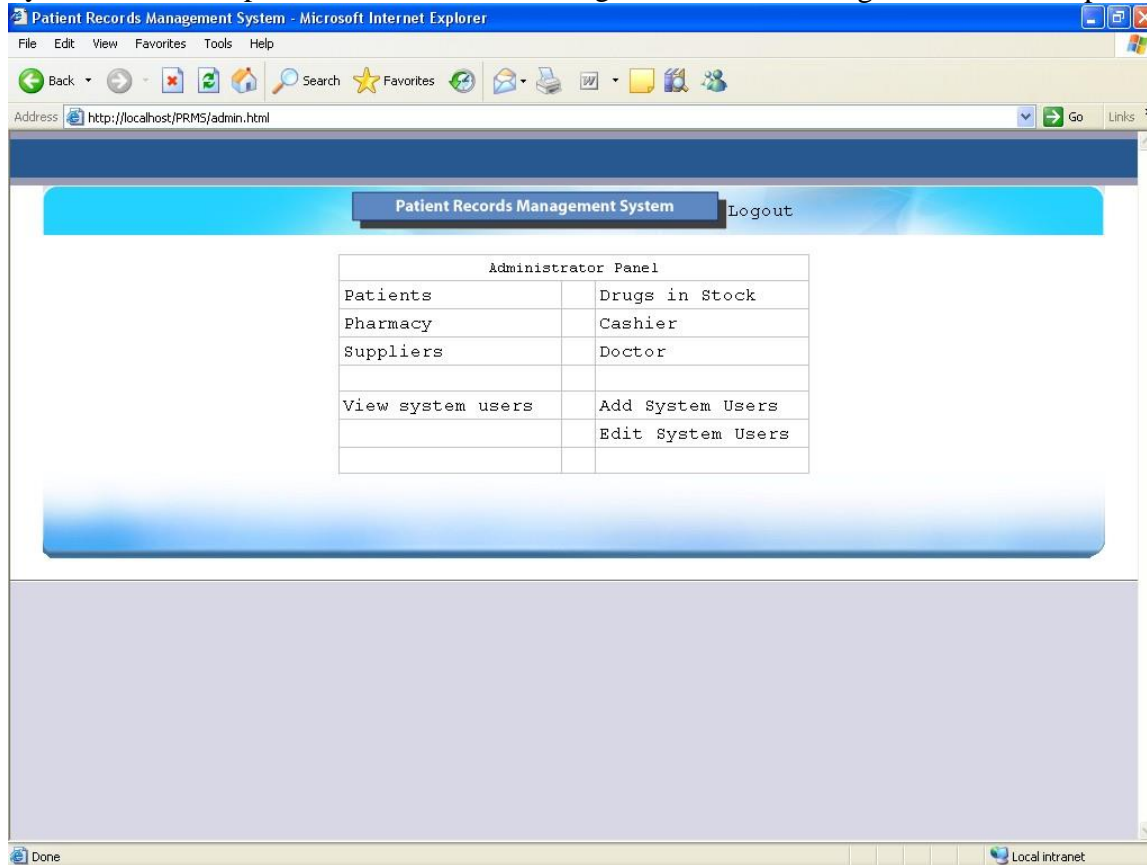 Patient Records Management System - Microsoft Internet Explorer
File Edit View Favorites Tools Help
Back Search Favorites
Address http://localhost/PRMS/admin.html Go Links
Patient Records Management System Logout
Administrator Panel
Patients Drugs in Stock
Pharmacy Cashier
Suppliers Doctor
View system users Add System Users
Edit System Users
Done Local intranet